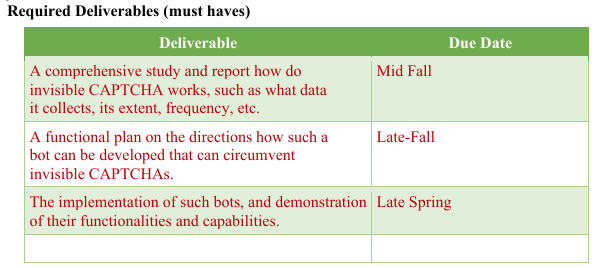 Required Deliverables (must haves)
Deliverable Due Date
A comprehensive study and report how do Mid Fall
invisible CAPTCHA works, such as what data
it collects, its extent, frequency, etc.
A functional plan on the directions how such a Late-Fall
bot can be developed that can circumvent
invisible CAPTCHAs.
The implementation of such bots, and demonstration Late Spring
of their functionalities and capabilities.